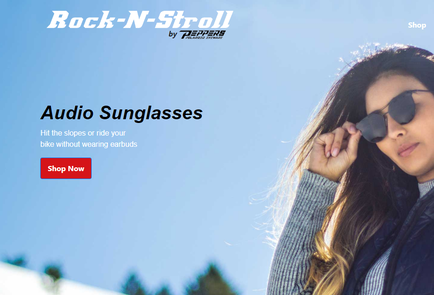 Rock-N-Stroll
by PEPPERS
Shop
Audio Sunglasses
Hit the slopes or ride your
bike without wearing earbuds
Shop Now